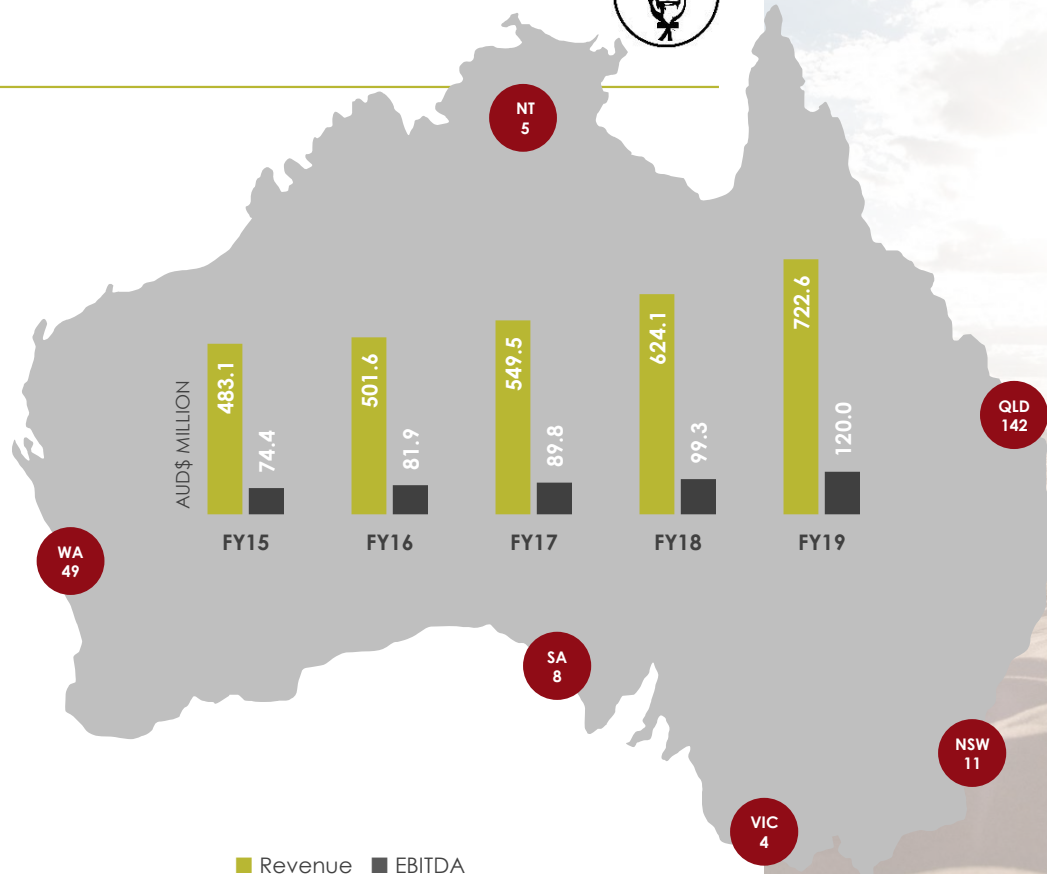 NT
5
QLD
142
AUD$ MILLION
483.1
74.4
501.6
81.9
549.5
89.8
624.1
99.3
722.6
120.0
FY15
FY16
FY17
FY18
FY19
WA
49
SA
8
NSW
11
VIC
4
Revenue
EBITDA